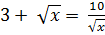 3 + √x = 10/√x